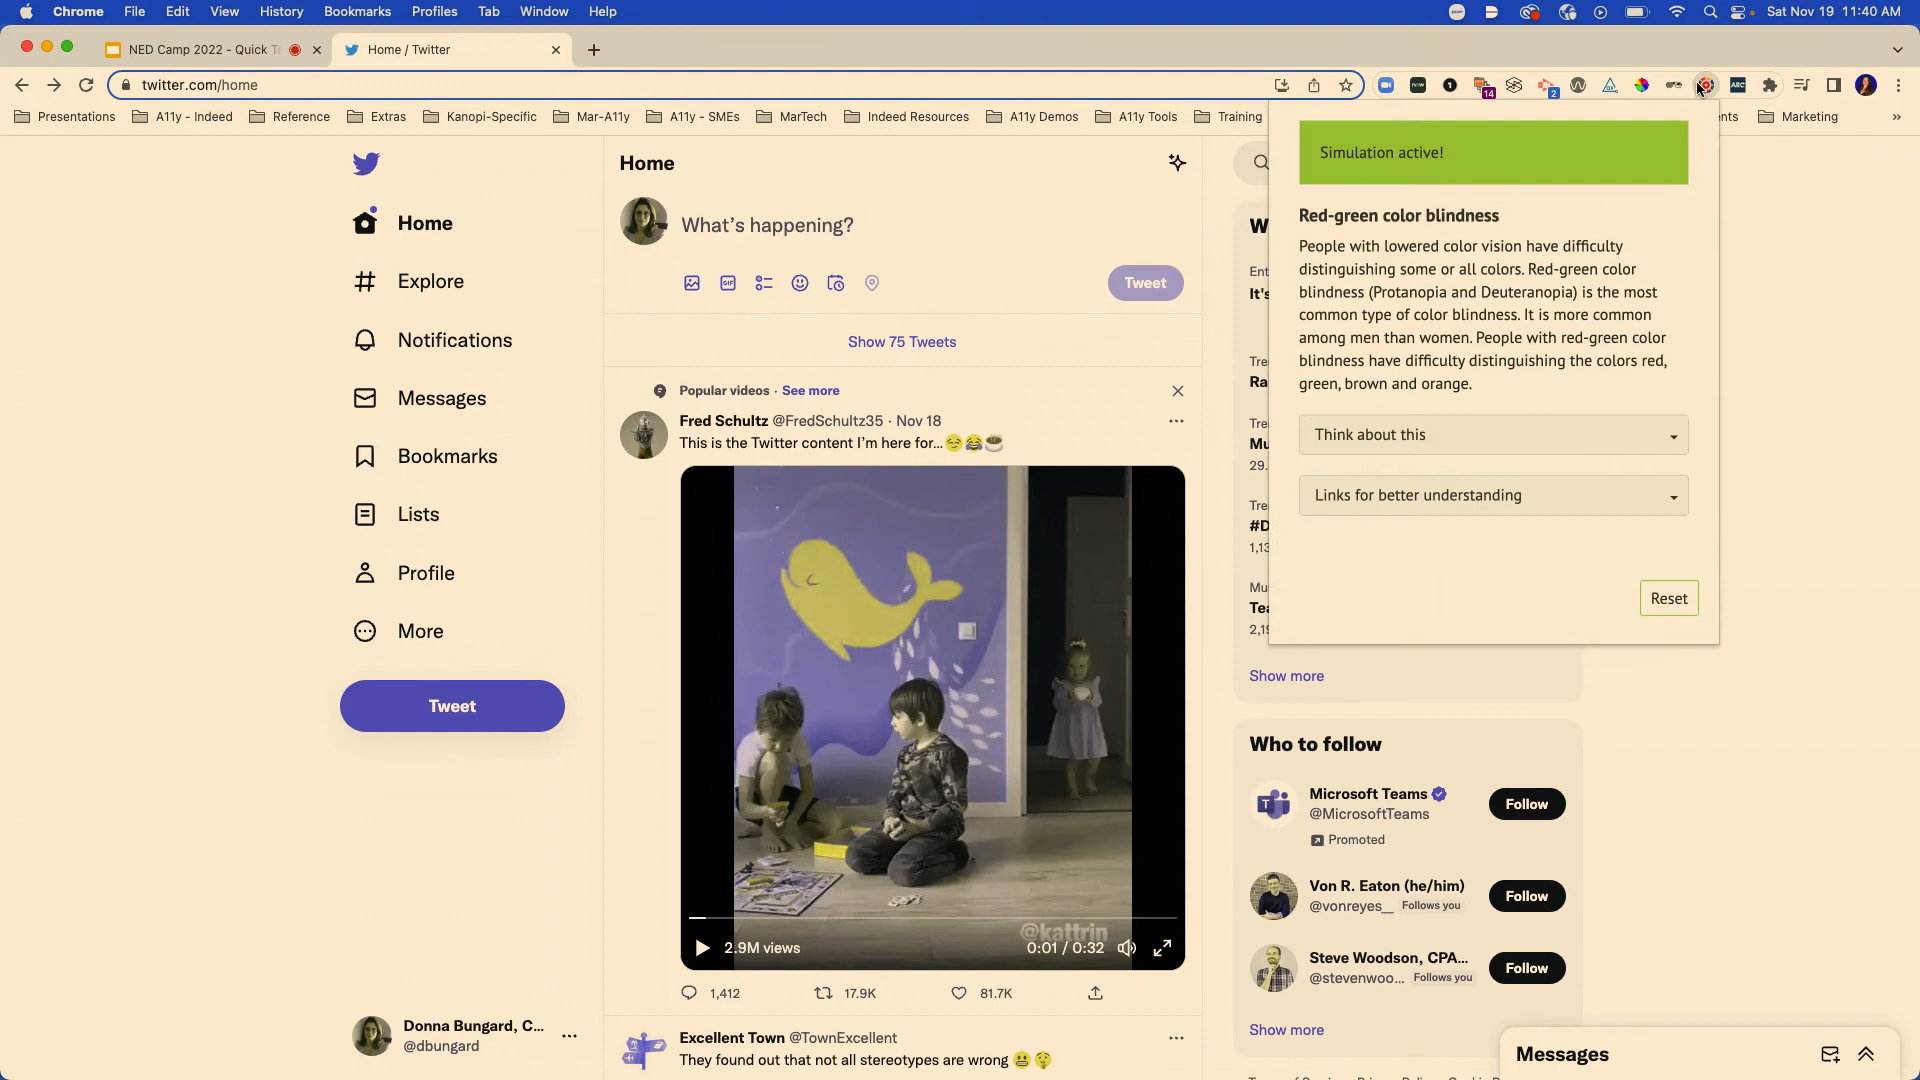 Chrome File Edit View History Bookmarks Profiles Tab Window Help
Sat Nov 19 11:40 AM
NED Camp 2022 - Quick
Home / Twitter
twitter.com/home
14
2
ARC
Presentations
A11y - Indeed
Reference
Extras
Kanopi-Specific
Mar-A11y
A11y - SMEs
MarTech
Indeed Resources
A11y Demos
A11y Tools
Training
Marketing
Home
Explore
Notifications
Messages
Bookmarks
Lists
Profile
More
Tweet
Donna Bungard, C...
@dbungard
Home
What's happening?
GIF
Tweet
Show 75 Tweets
Popular videos · See more
Fred Schultz @FredSchultz35 · Nov 18
This is the Twitter content I'm here for...😏😂☕
@kattrin
2.9M views
0:01 / 0:32
1,412
17.9K
81.7K
Excellent Town @TownExcellent
They found out that not all stereotypes are wrong 😬🤫
Simulation active!
Red-green color blindness
People with lowered color vision have difficulty
distinguishing some or all colors. Red-green color
blindness (Protanopia and Deuteranopia) is the most
common type of color blindness. It is more common
among men than women. People with red-green color
blindness have difficulty distinguishing the colors red,
green, brown and orange.
Think about this
Links for better understanding
Reset
It's
#D
Show more
Who to follow
Microsoft Teams
@MicrosoftTeams
Promoted
Follow
Von R. Eaton (he/him)
@vonreyes__ Follows you
Follow
Steve Woodson, CPA...
@stevenwoo... Follows you
Follow
Show more
Messages